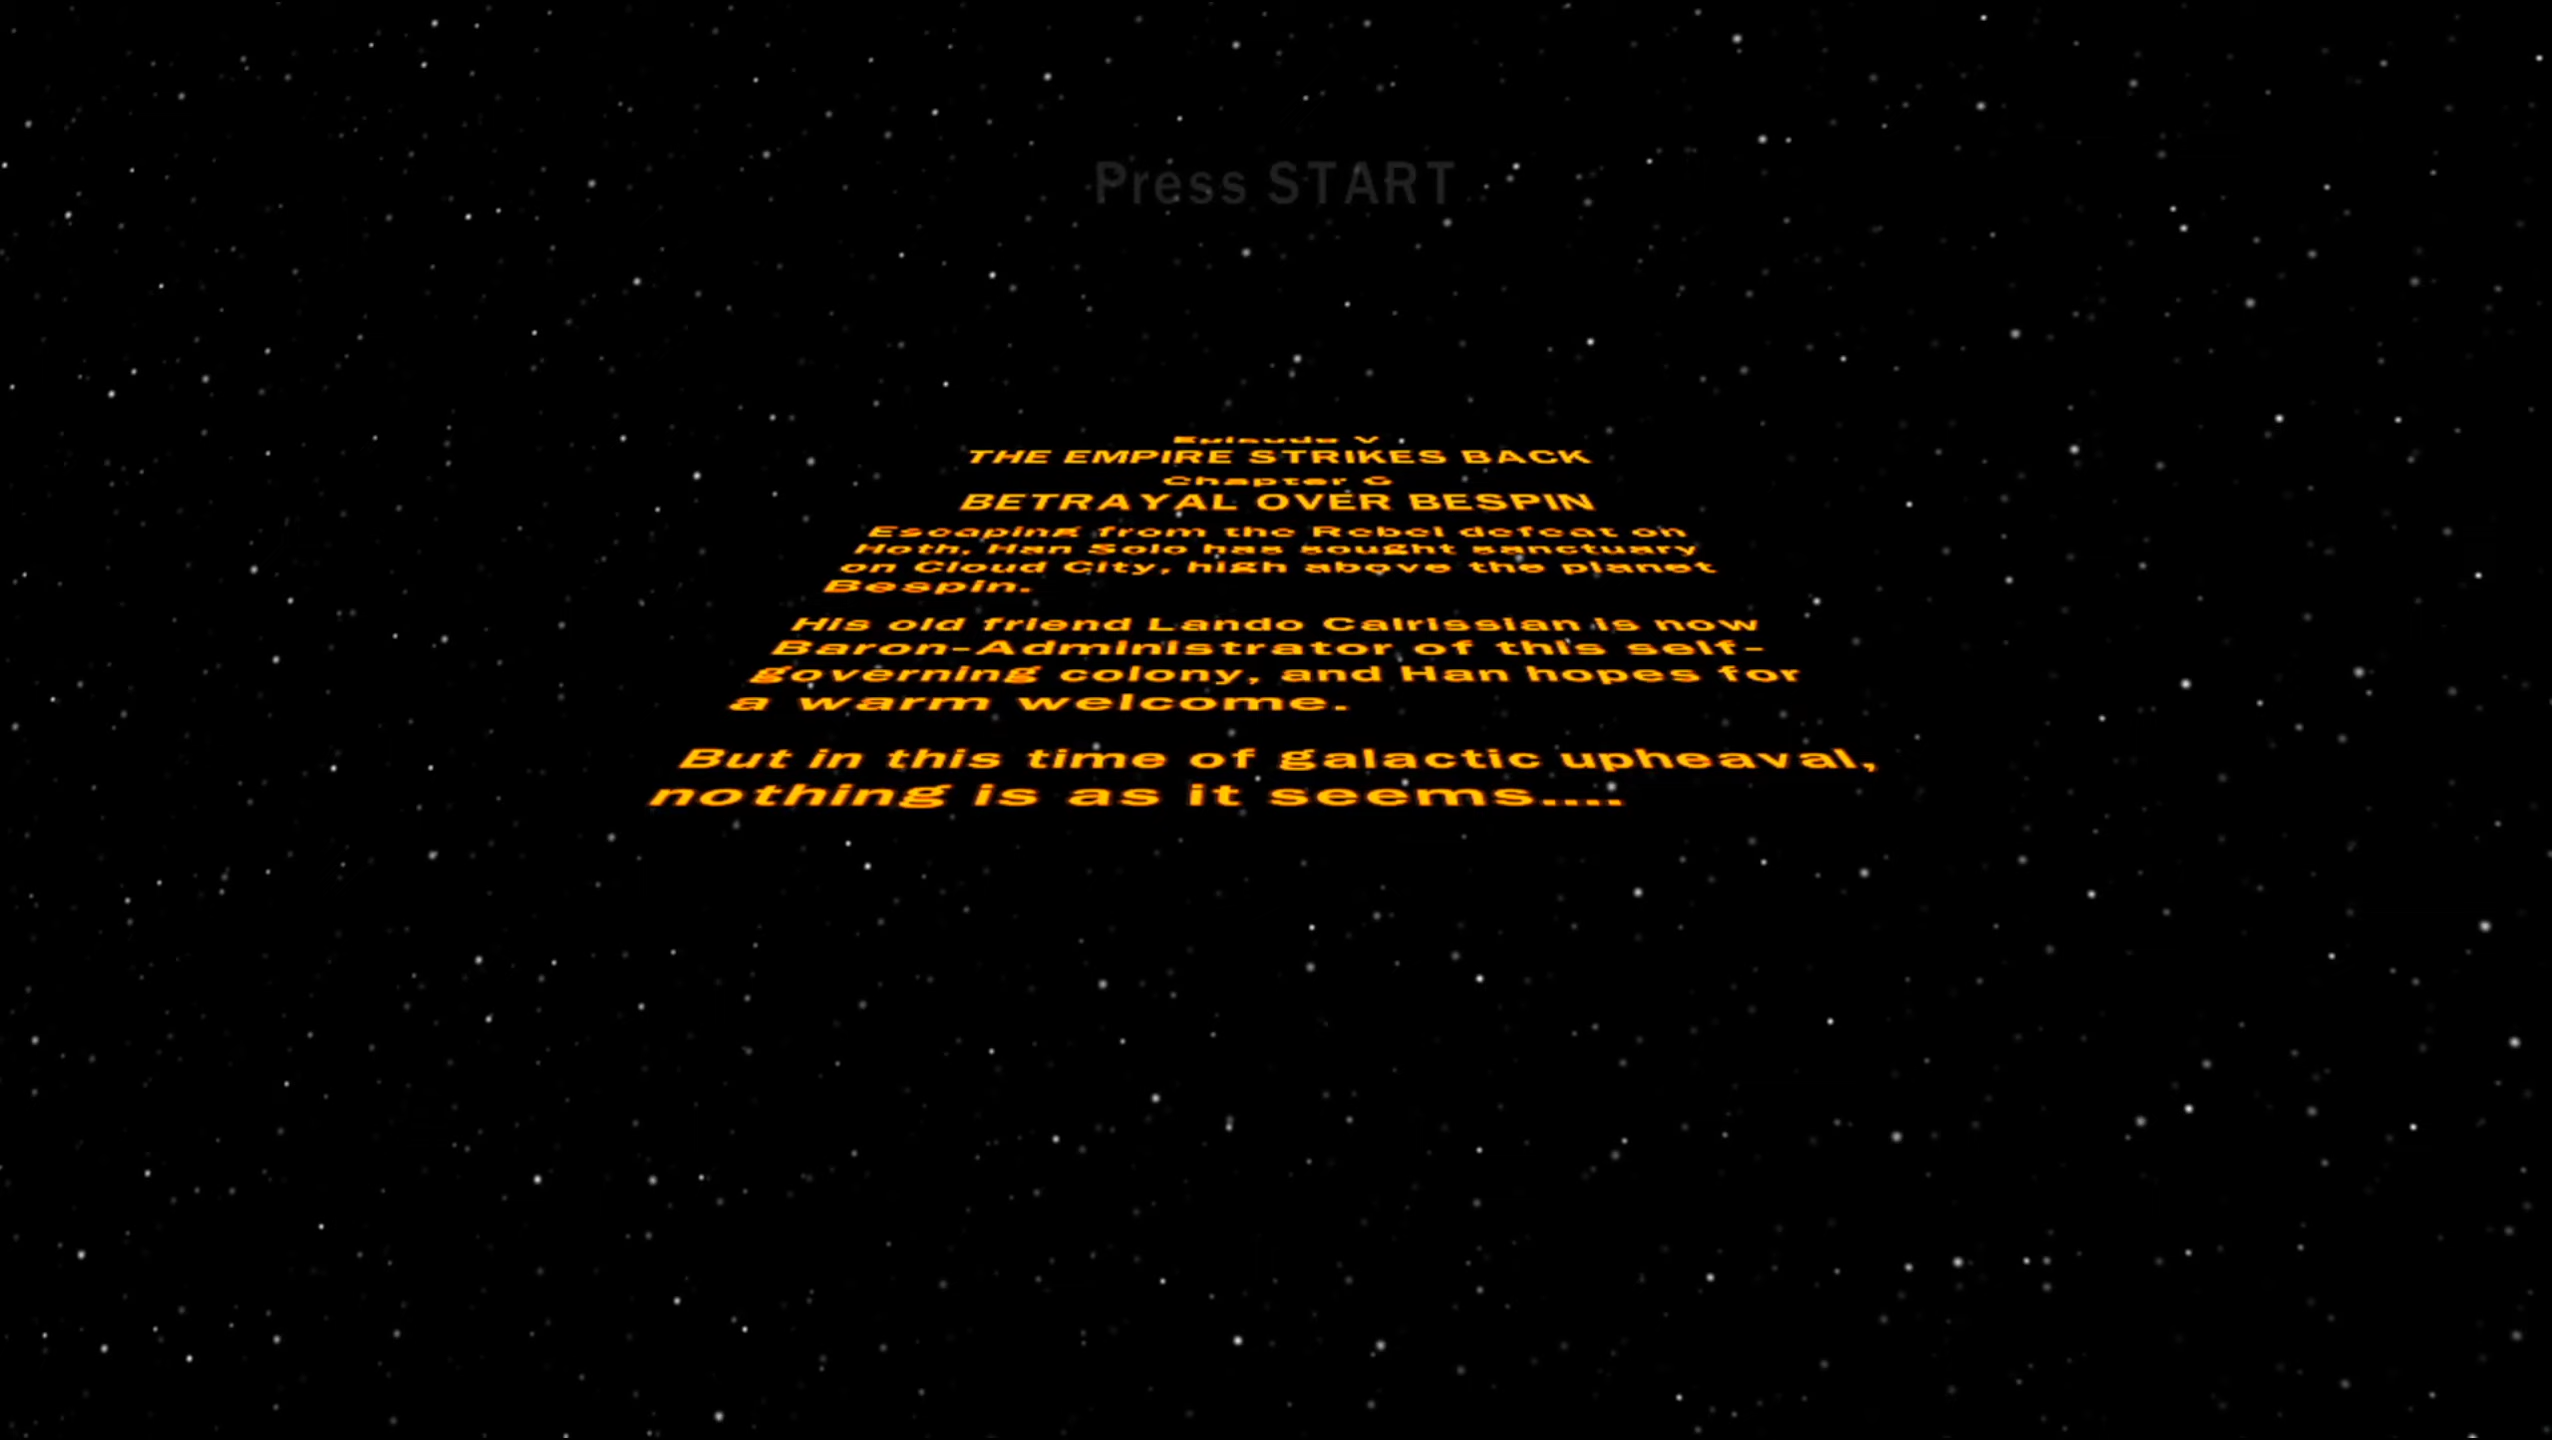 Press START
Episode V
THE EMPIRE STRIKES BACK
Chapter 6
BETRAYAL OVER BESPIN
Escaping from the Rebel defeat on
Hoth, Han Solo has sought sanctuary
on Cloud City, high above the planet
Bespin.
His old friend Lando Calrissian is now
Baron-Administrator of this self-
governing colony, and Han hopes for
a warm welcome.
But in this time of galactic upheaval,
nothing is as it seems....